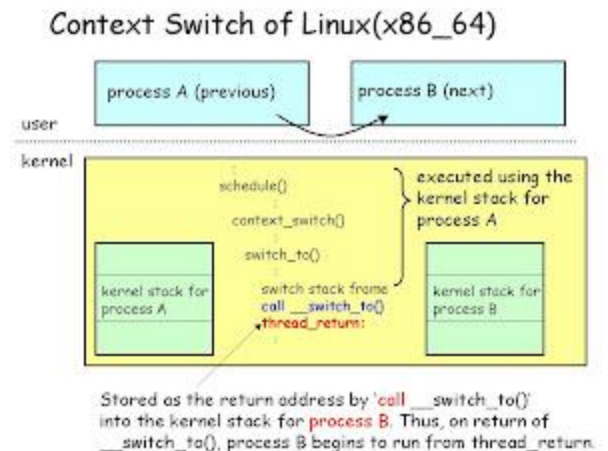 Context Switch of Linux(x86_64)
process A (previous)
process B (next)
user
kernel
schedule()
context_switch()
switch_to()
switch stack frame
call __switch_to()
thread_return:
executed using the
kernel stack for
process A
kernel stack for
process A
kernel stack for
process B
Stored as the return address by 'call __switch_to()'
into the kernel stack for process B. Thus, on return of
__switch_to(), process B begins to run from thread_return.